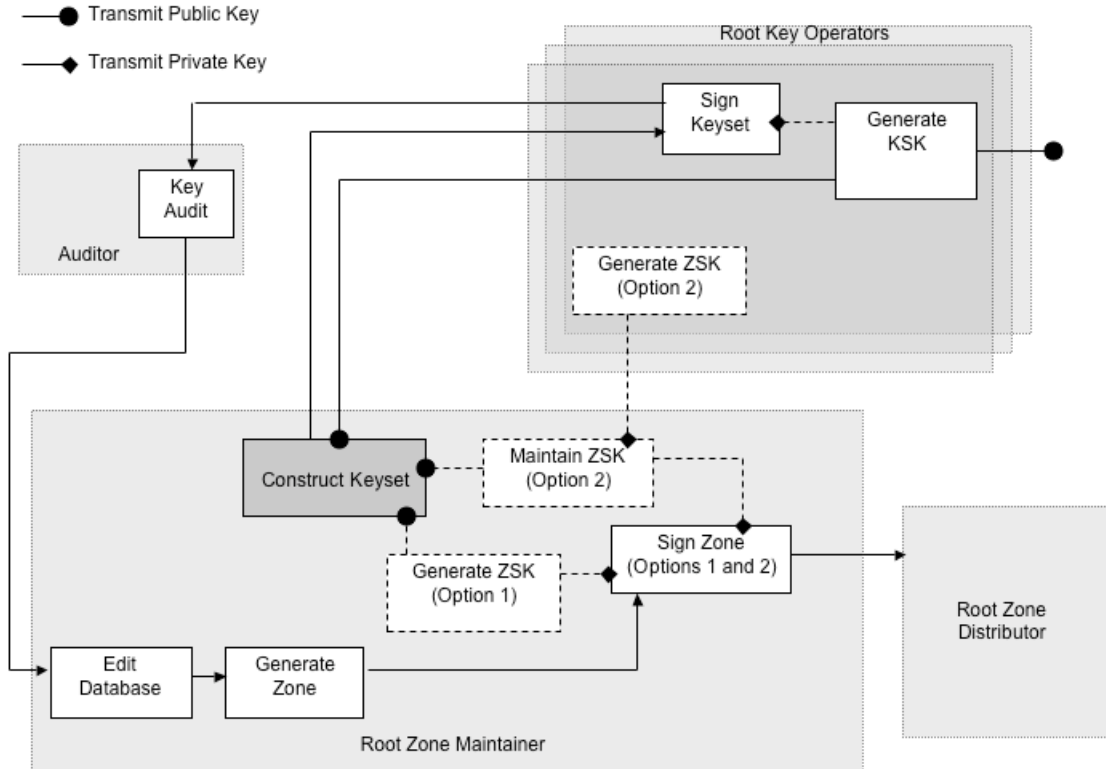 Transmit Public Key
Transmit Private Key
Root Key Operators
Sign
Keyset
Generate
KSK
Key
Audit
Auditor
Generate ZSK
(Option 2)
Construct Keyset
Maintain ZSK
(Option 2)
Generate ZSK
(Option 1)
Sign Zone
(Options 1 and 2)
Root Zone
Distributor
Edit
Database
Generate
Zone
Root Zone Maintainer